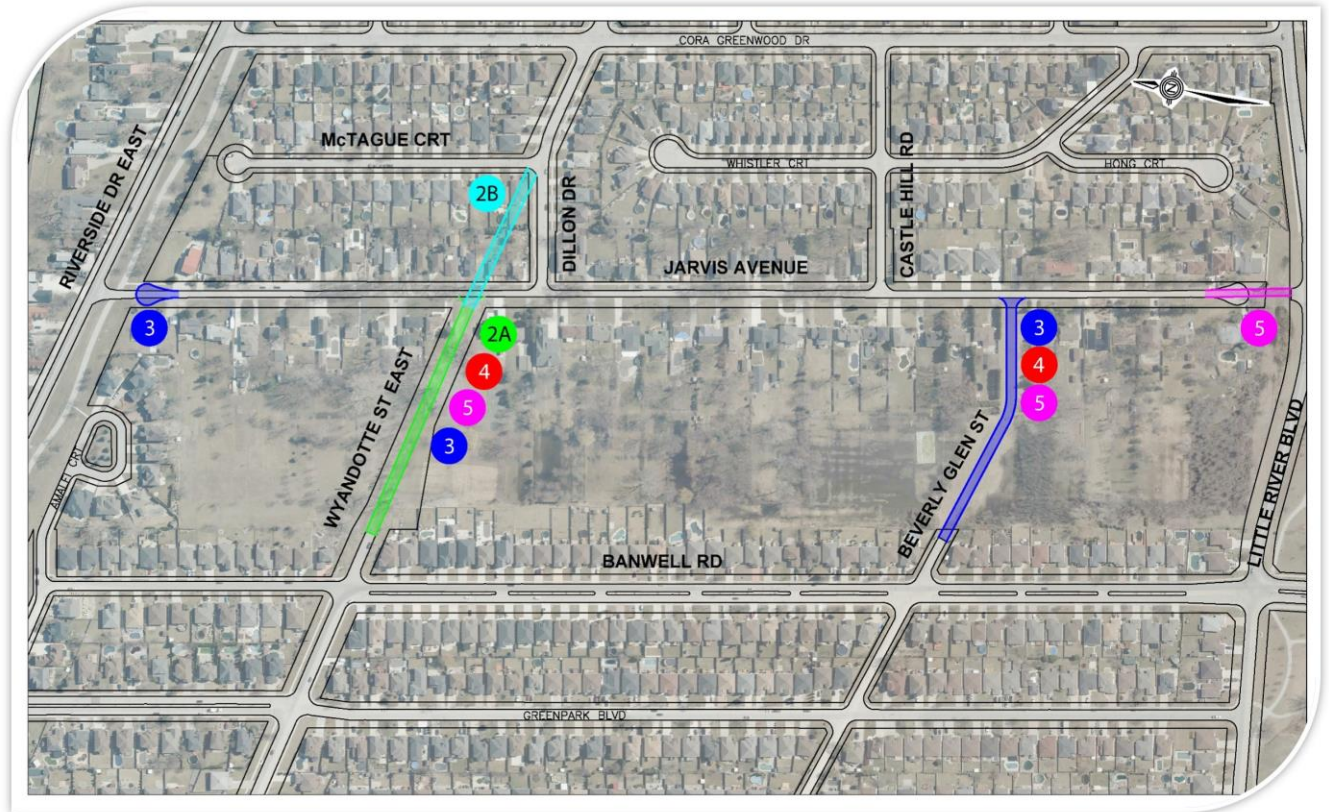 CORA GREENWOOD DR
N
RIVERSIDE DR EAST
McTAGUE CRT
WHISTLER CRT
HONG CRT
2B
DILLON DR
CASTLE HILL RD
JARVIS AVENUE
3
2A
3
5
4
4
5
5
3
WYANDOTTE ST EAST
BEVERLY GLEN ST
LITTLE RIVER BLVD
AMALFI CRT
BANWELL RD
GREENPARK BLVD